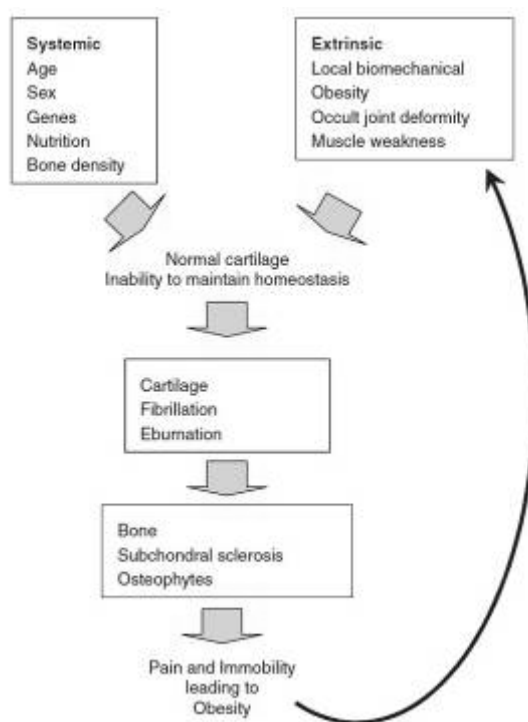 Systemic
Age
Sex
Genes
Nutrition
Bone density
Extrinsic
Local biomechanical
Obesity
Occult joint deformity
Muscle weakness
Normal cartilage
Inability to maintain homeostasis
Cartilage
Fibrillation
Eburnation
Bone
Subchondral sclerosis
Osteophytes
Pain and Immobility
leading to
Obesity